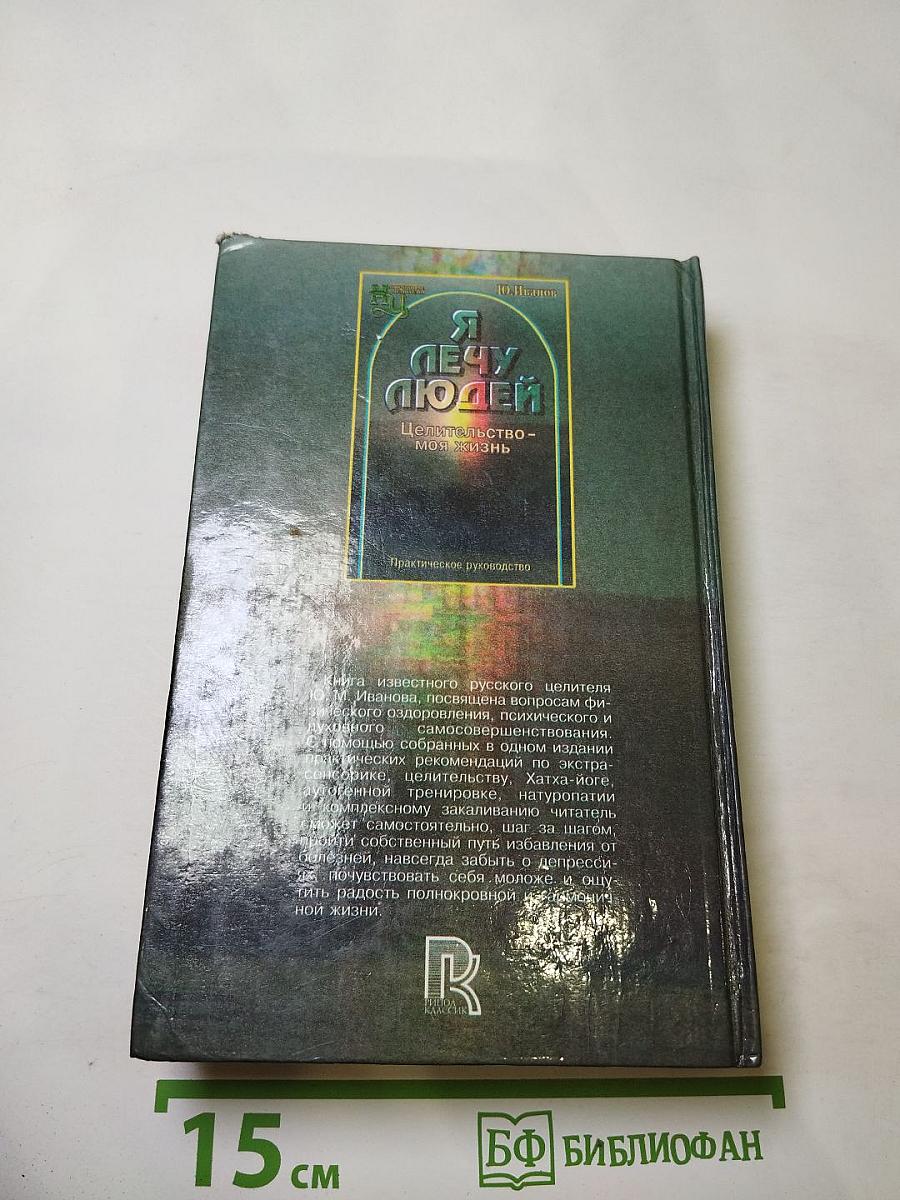 НЦ
Ю.Иванов
Я
ЛЕЧУ
ЛЮДЕЙ
Целительство -
моя жизнь
Практическое руководство
Книга известного русского целителя
Ю. М. Иванова, посвящена вопросам фи-
зического оздоровления, психического и
духовного самосовершенствования.
С помощью собранных в одном издании
практических рекомендаций по экстра-
сенсорике, целительству, Хатха-йоге,
аутогенной тренировке, натуропатии
и комплексному закаливанию читатель
сможет самостоятельно, шаг за шагом,
пройти собственный путь избавления от
болезней, навсегда забыть о депресси-
ях, почувствовать себя моложе и ощу
тить радость полнокровной и гармонич
ной жизни.
РИПОЛ
КЛАССИК
15 см
БФ БИБЛИОФАН